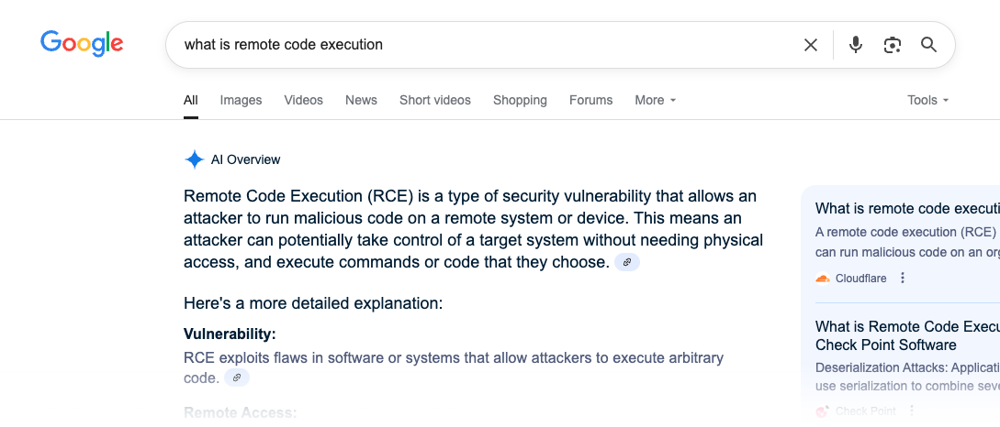 Google
what is remote code execution
All Images Videos News Short videos Shopping Forums More Tools
AI Overview
Remote Code Execution (RCE) is a type of security vulnerability that allows an
attacker to run malicious code on a remote system or device. This means an
attacker can potentially take control of a target system without needing physical
access, and execute commands or code that they choose.
Here's a more detailed explanation:
Vulnerability:
RCE exploits flaws in software or systems that allow attackers to execute arbitrary
code.
Remote Access:
What is remote code executi
A remote code execution (RCE)
can run malicious code on an org
Cloudflare
What is Remote Code Execu
Check Point Software
Deserialization Attacks: Applicati
use serialization to combine seve
Check Point